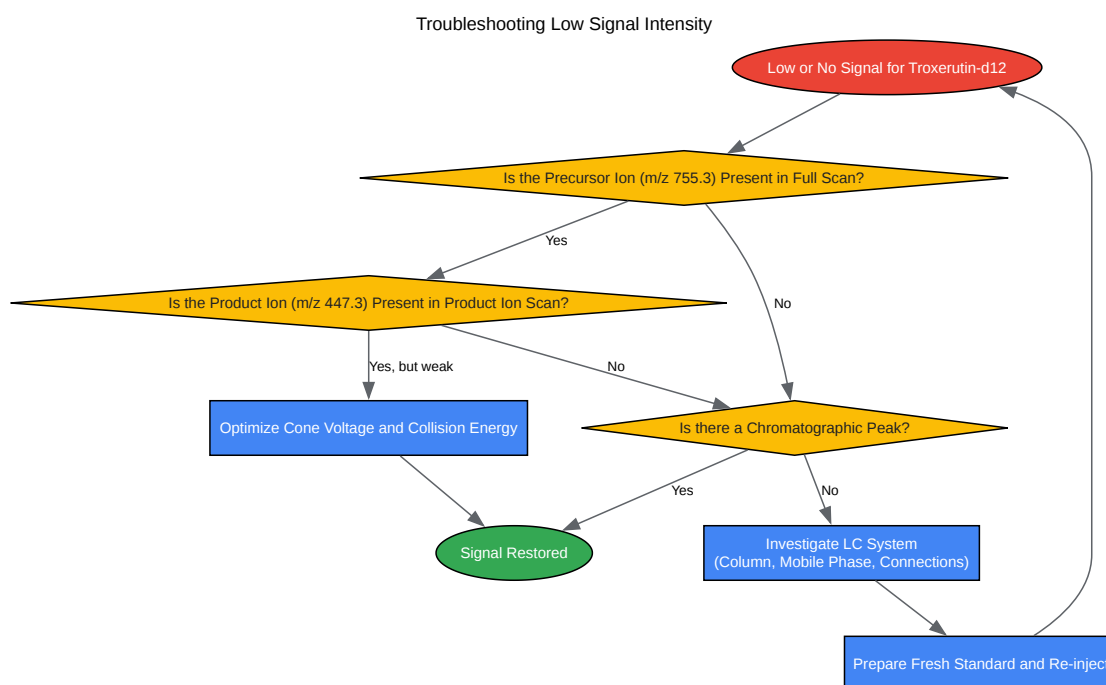 Troubleshooting Low Signal Intensity
Low or No Signal for Troxerutin-d12
Is the Precursor Ion (m/z 755.3) Present in Full Scan?
Yes
Is the Product Ion (m/z 447.3) Present in Product Ion Scan?
No
Yes, but weak
No
Optimize Cone Voltage and Collision Energy
Is there a Chromatographic Peak?
Yes
No
Signal Restored
Investigate LC System
(Column, Mobile Phase, Connections)
Prepare Fresh Standard and Re-inject